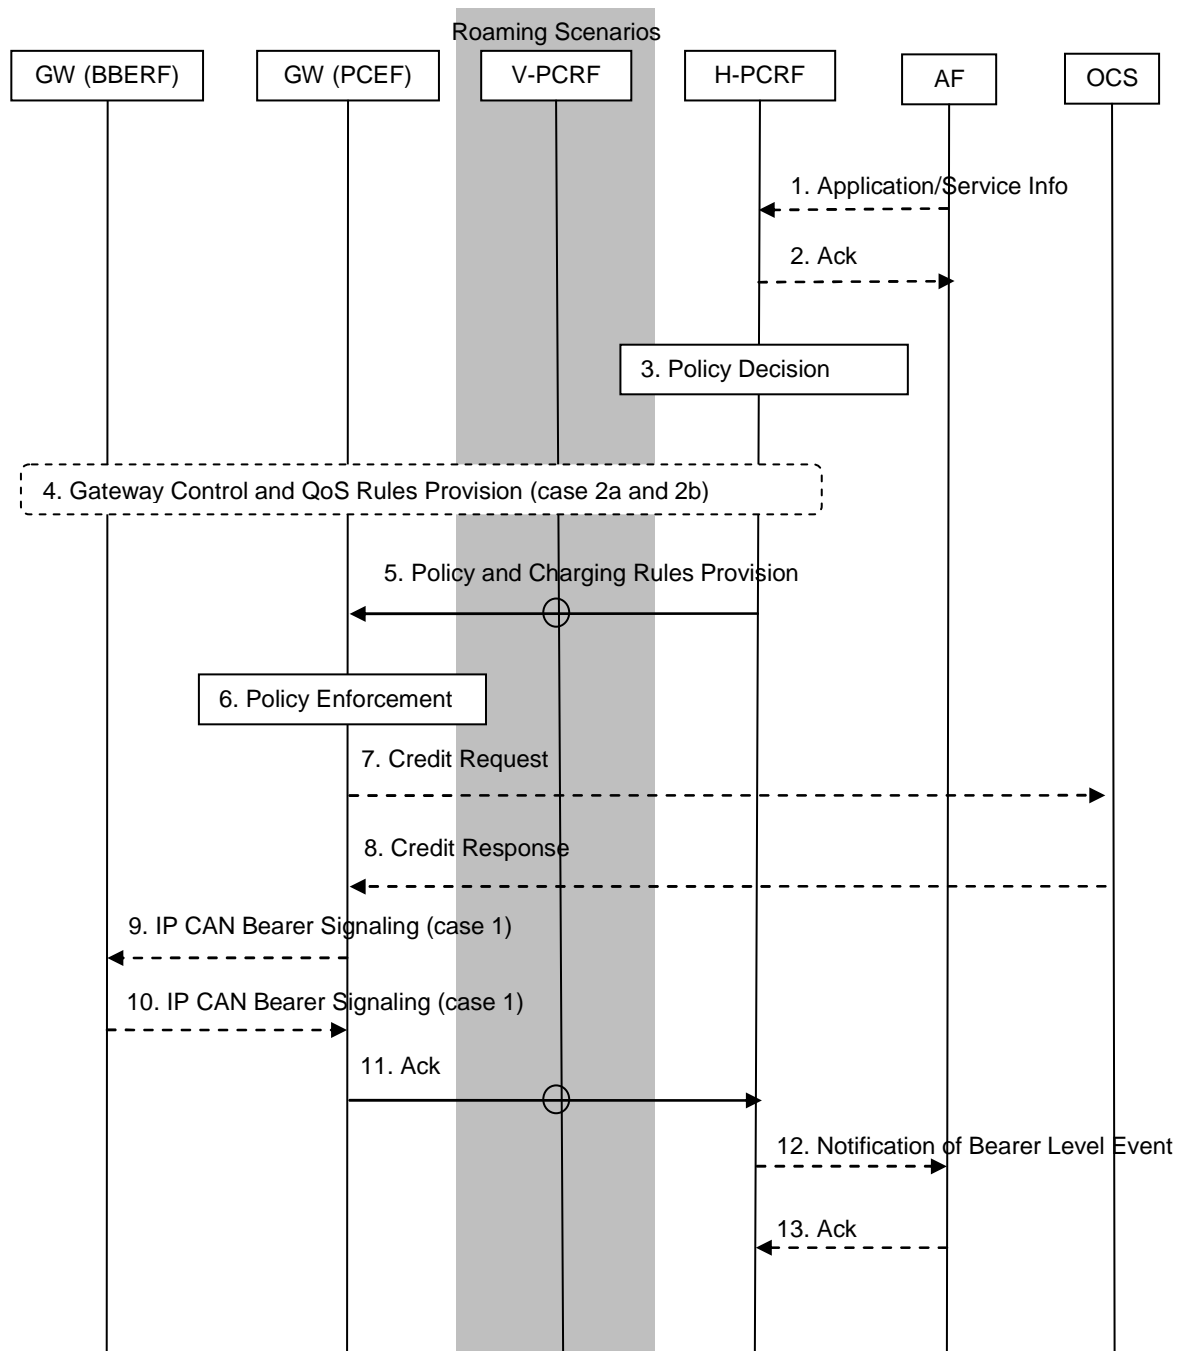 Roaming Scenarios
GW (BBERF)
GW (PCEF)
V-PCRF
H-PCRF
AF
OCS
1. Application/Service Info
2. Ack
3. Policy Decision
4. Gateway Control and QoS Rules Provision (case 2a and 2b)
5. Policy and Charging Rules Provision
6. Policy Enforcement
7. Credit Request
8. Credit Response
9. IP CAN Bearer Signaling (case 1)
10. IP CAN Bearer Signaling (case 1)
11. Ack
12. Notification of Bearer Level Event
13. Ack